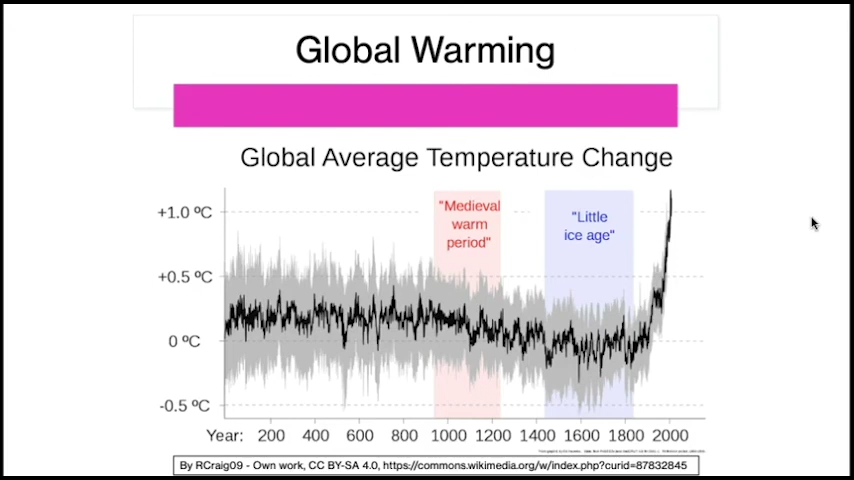 Global Warming
Global Average Temperature Change
+1.0 ºC
+0.5 ºC
0 ºC
-0.5 ºC
"Medieval
warm
period"
"Little
ice age"
Year: 200 400 600 800 1000 1200 1400 1600 1800 2000
By RCraig09 - Own work, CC BY-SA 4.0, https://commons.wikimedia.org/w/index.php?curid=87832845